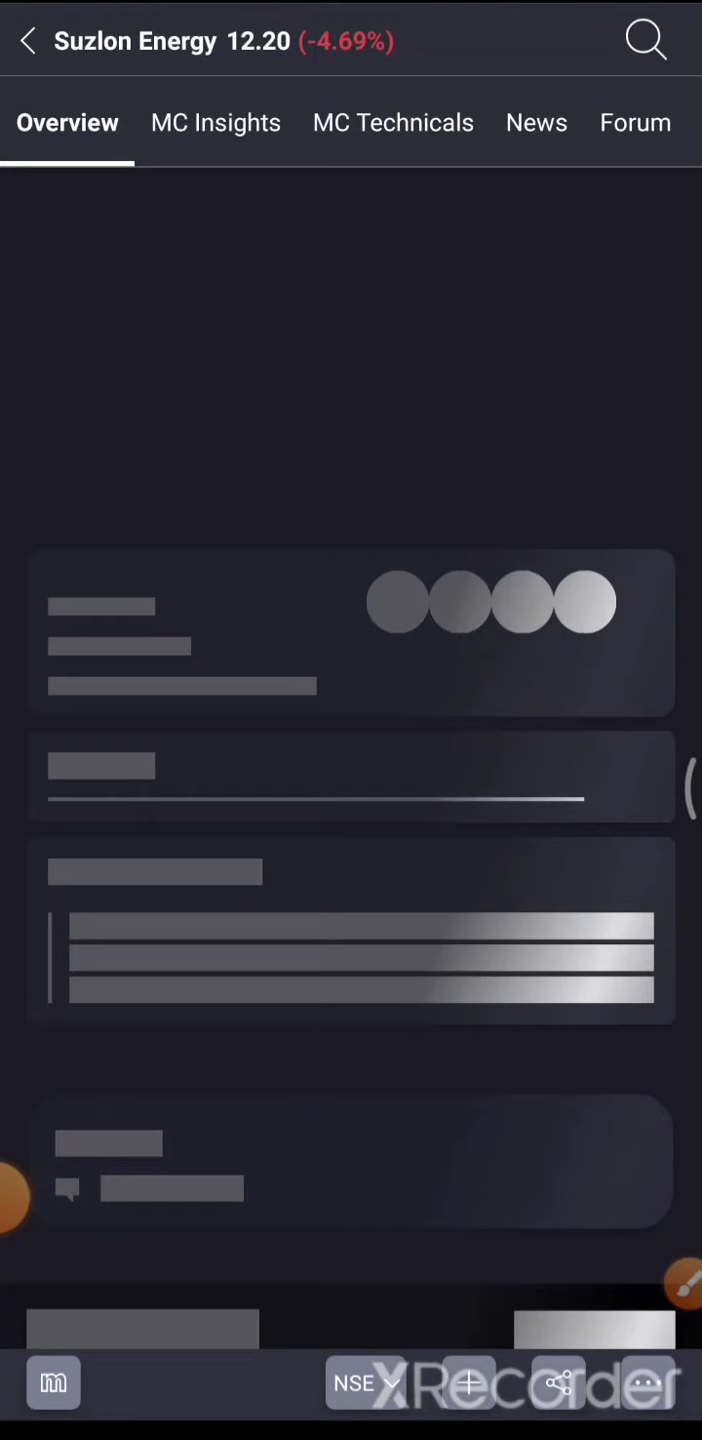 Suzlon Energy 12.20 (-4.69%)
Overview MC Insights MC Technicals News Forum
m NSE
XRecorder